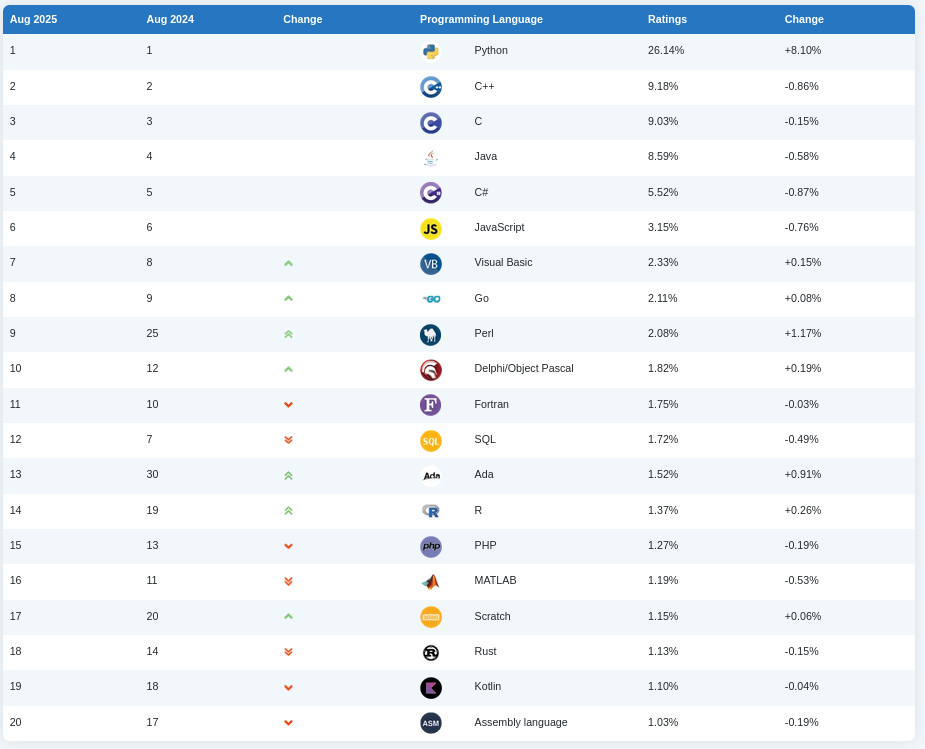 Aug 2025 Aug 2024 Change Programming Language Ratings Change
1 1 Python 26.14% +8.10%
2 2 C++ 9.18% -0.86%
3 3 C 9.03% -0.15%
4 4 Java 8.59% -0.58%
5 5 C# 5.52% -0.87%
6 6 JS JavaScript 3.15% -0.76%
7 8 VB Visual Basic 2.33% +0.15%
8 9 GO Go 2.11% +0.08%
9 25 Perl 2.08% +1.17%
10 12 Delphi/Object Pascal 1.82% +0.19%
11 10 F Fortran 1.75% -0.03%
12 7 SQL SQL 1.72% -0.49%
13 30 Ada Ada 1.52% +0.91%
14 19 R R 1.37% +0.26%
15 13 php PHP 1.27% -0.19%
16 11 MATLAB 1.19% -0.53%
17 20 Scratch 1.15% +0.06%
18 14 R Rust 1.13% -0.15%
19 18 Kotlin 1.10% -0.04%
20 17 ASM Assembly language 1.03% -0.19%